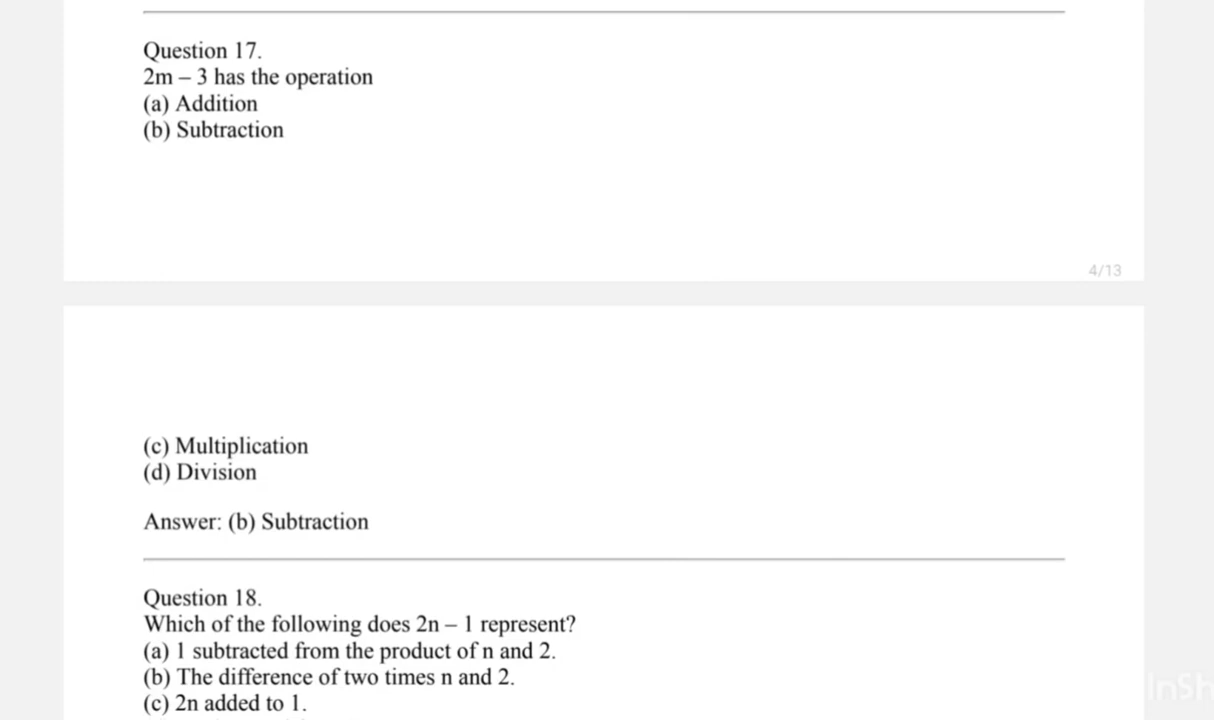 Question 17.
2m – 3 has the operation
(a) Addition
(b) Subtraction
4/13
(c) Multiplication
(d) Division
Answer: (b) Subtraction
Question 18.
Which of the following does 2n – 1 represent?
(a) 1 subtracted from the product of n and 2.
(b) The difference of two times n and 2.
(c) 2n added to 1.
InSh